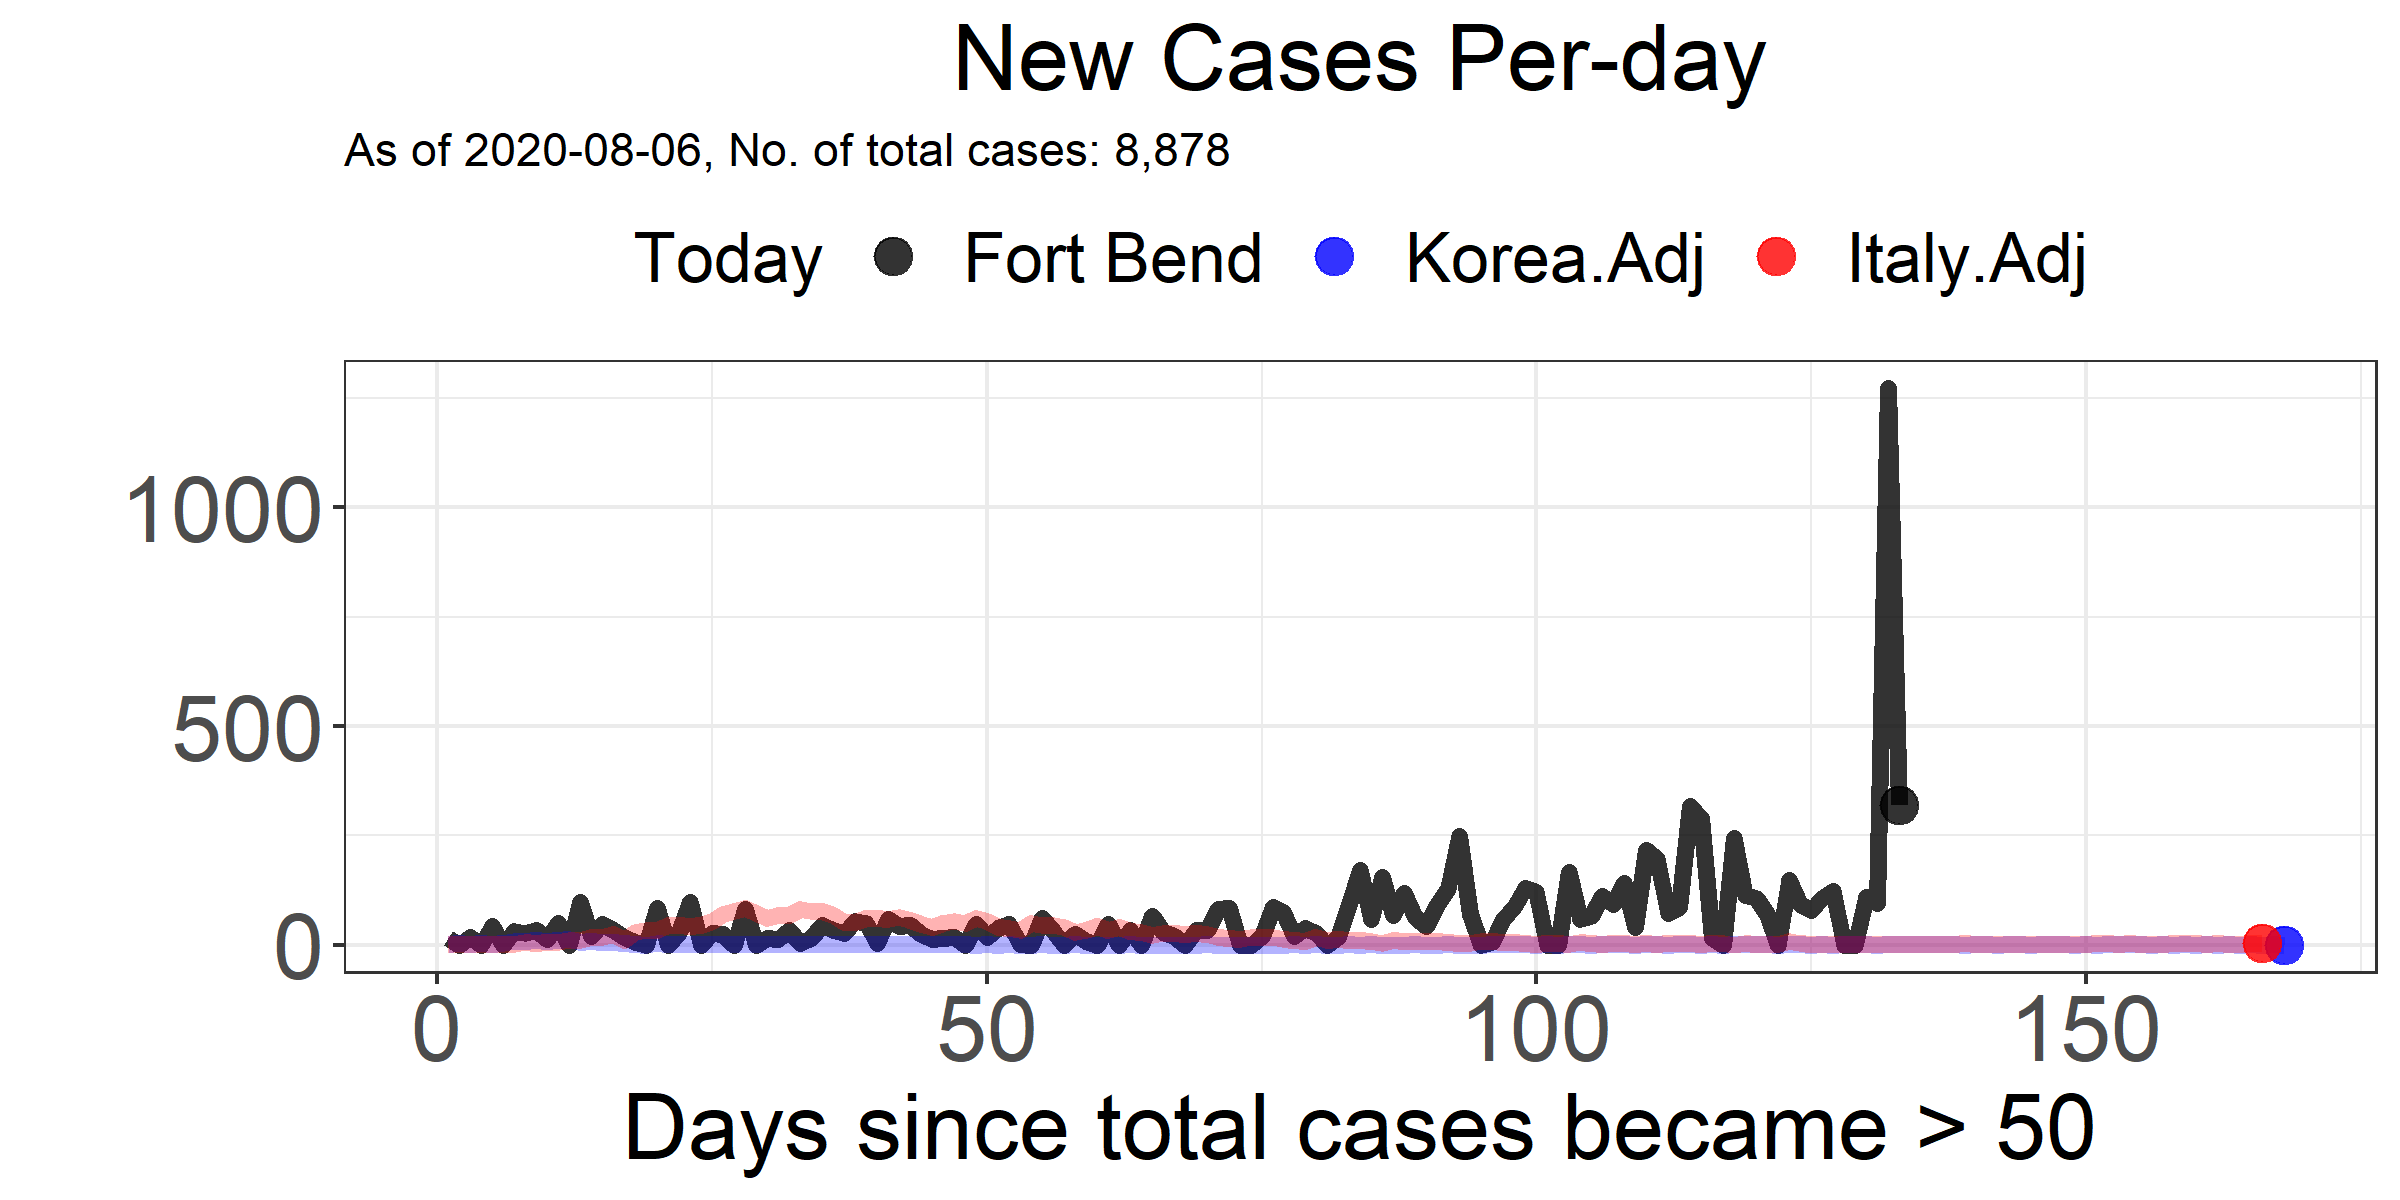 New Cases Per-day
As of 2020-08-06, No. of total cases: 8,878
Today Fort Bend Korea.Adj Italy.Adj
1000
500
0
0 50 100 150
Days since total cases became > 50